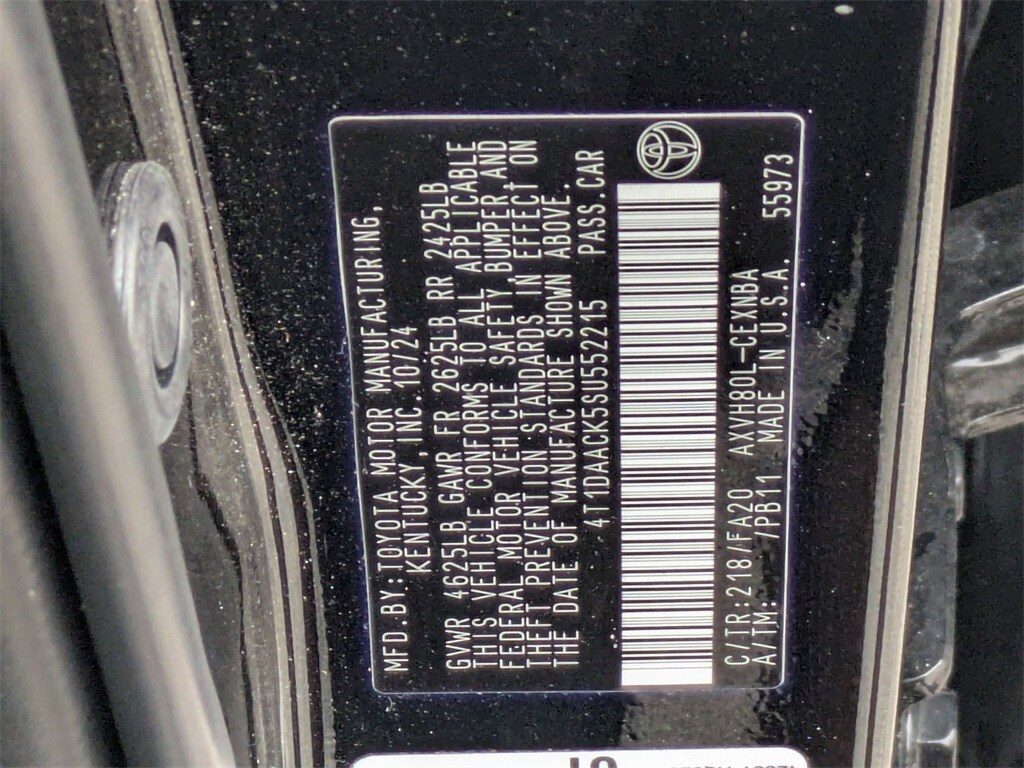 MFD.BY:TOYOTA MOTOR MANUFACTURING,
KENTUCKY,INC. 10/24
GVWR 4625LB GAWR FR 2625LB RR 2425LB
THIS VEHICLE CONFORMS TO ALL APPLICABLE
FEDERAL MOTOR VEHICLE SAFETY, BUMPER, AND
THEFT PREVENTION STANDARDS IN EFFECT ON
THE DATE OF MANUFACTURE SHOWN ABOVE.
4T1DAACK5SU552215 PASS.CAR
C/TR:218/FA20 AXVH80L-CEXNBA
A/TM: /PB11 MADE IN U.S.A. 55973